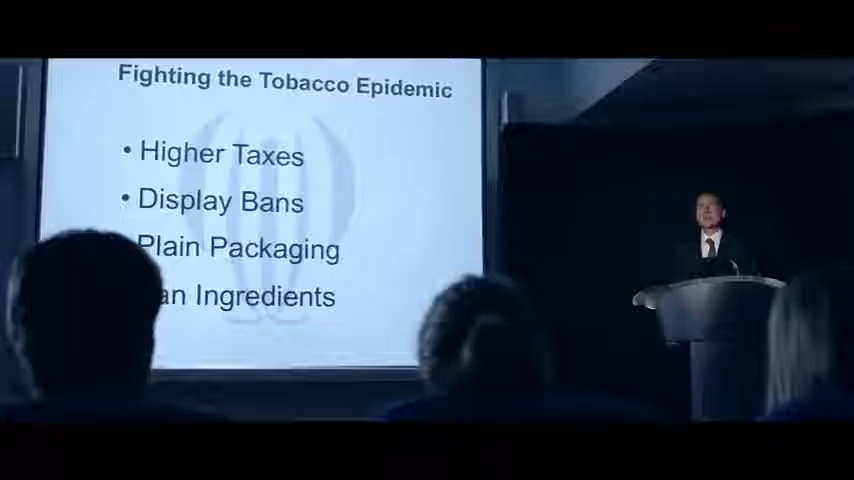 Fighting the Tobacco Epidemic
• Higher Taxes
• Display Bans
Plain Packaging
an Ingredients